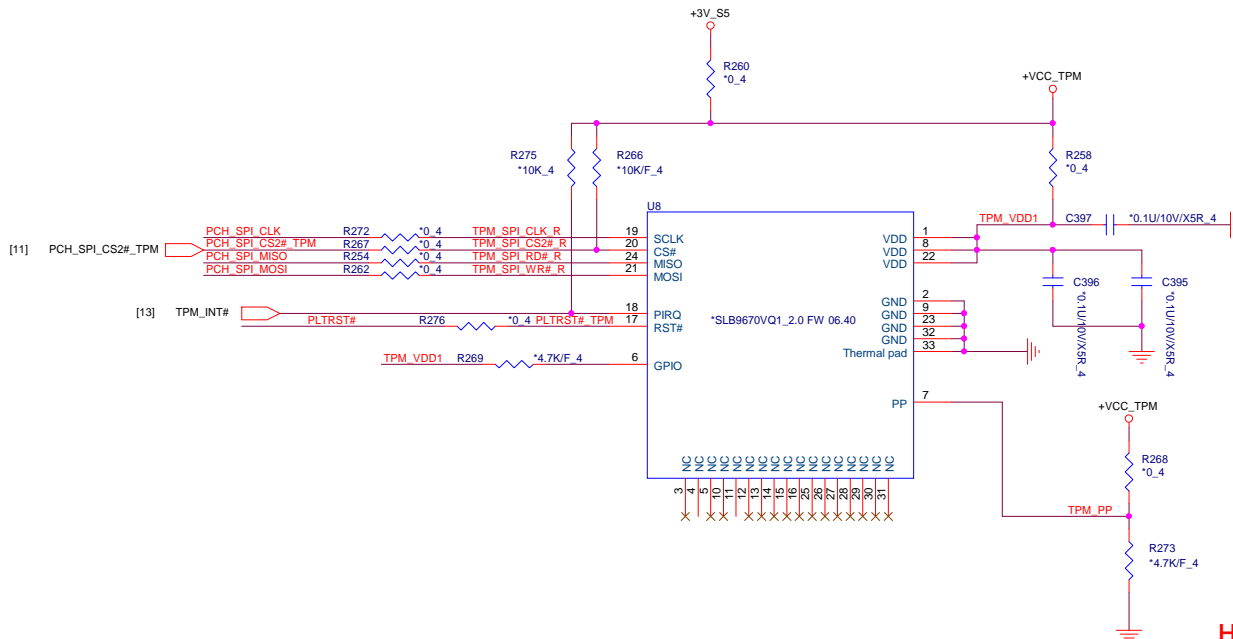 +3V_S5
R260
*0_4
+VCC_TPM
R275
*10K_4
R266
*10K/F_4
R258
*0_4
U8
TPM_VDD1
C397
*0.1U/10V/X5R_4
[11]
PCH_SPI_CS2#_TPM
PCH_SPI_CLK
R272
*0_4
TPM_SPI_CLK_R
19
SCLK
VDD
1
PCH_SPI_CS2#_TPM
R267
*0_4
TPM_SPI_CS2#_R
20
CS#
VDD
8
PCH_SPI_MISO
R254
*0_4
TPM_SPI_RD#_R
24
MISO
VDD
22
PCH_SPI_MOSI
R262
*0_4
TPM_SPI_WR#_R
21
MOSI
C396
*0.1U/10V/X5R_4
C395
*0.1U/10V/X5R_4
[13]
TPM_INT#
18
PIRQ
PLTRST#
R276
*0_4
PLTRST#_TPM
17
RST#
*SLB9670VQ1_2.0 FW 06.40
GND
2
GND
9
GND
23
GND
32
Thermal pad
33
TPM_VDD1
R269
*4.7K/F_4
6
GPIO
PP
7
+VCC_TPM
R268
*0_4
TPM_PP
R273
*4.7K/F_4
NC NC NC NC NC NC NC NC NC NC NC NC NC NC NC NC NC
3 4 5 10 11 12 13 14 15 16 25 26 27 28 29 30 31
H